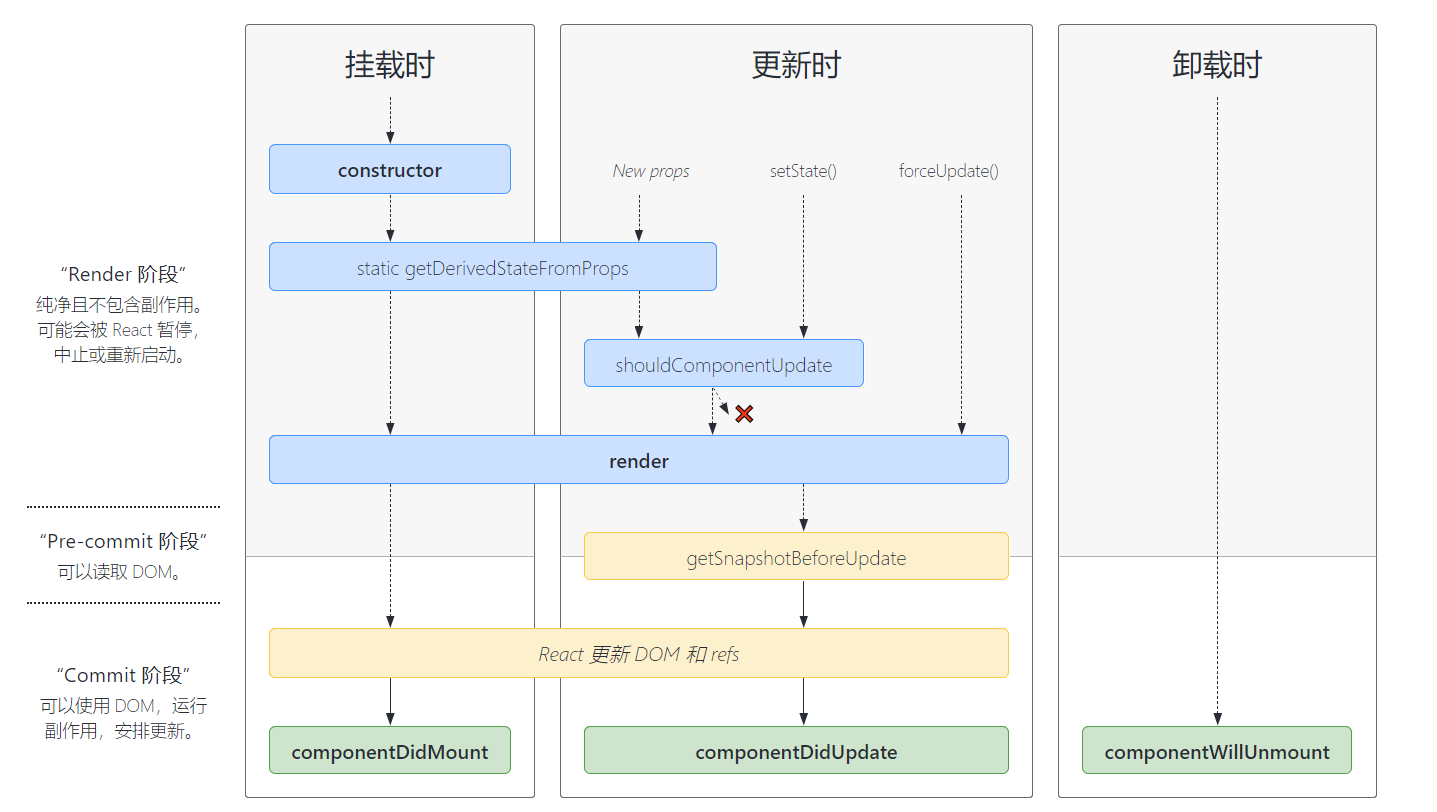 挂载时
更新时
卸载时
constructor
New props
setState()
forceUpdate()
static getDerivedStateFromProps
“Render 阶段”
纯净且不包含副作用。
可能会被 React 暂停，
中止或重新启动。
shouldComponentUpdate
render
“Pre-commit 阶段”
可以读取 DOM。
getSnapshotBeforeUpdate
React 更新 DOM 和 refs
“Commit 阶段”
可以使用 DOM，运行
副作用，安排更新。
componentDidMount
componentDidUpdate
componentWillUnmount